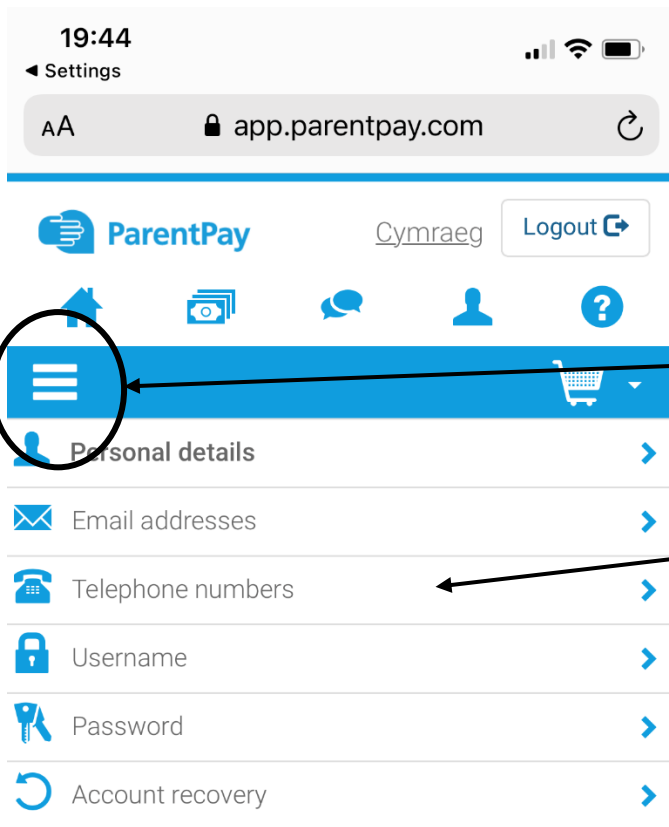 19:44
◀ Settings
AA app.parentpay.com
ParentPay Cymraeg Logout
?
Personal details
Email addresses
Telephone numbers
Username
Password
Account recovery